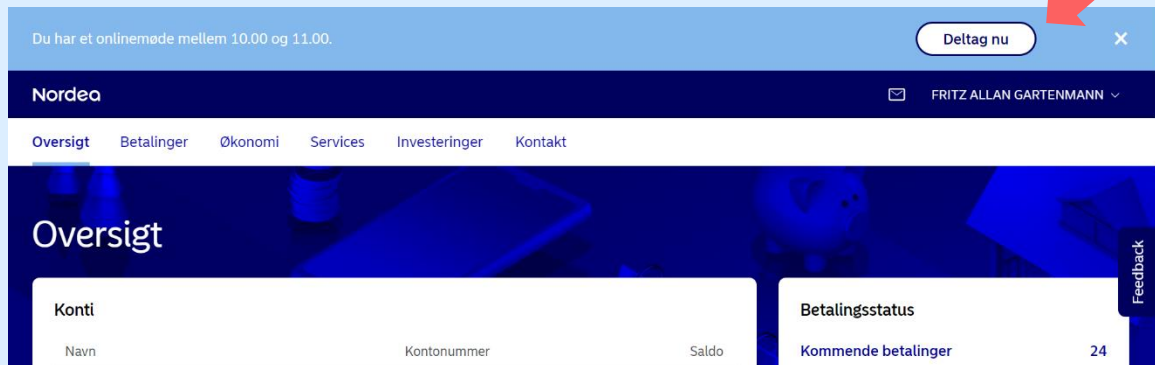 Du har et onlinemøde mellem 10.00 og 11.00.
Deltag nu
Nordea
FRITZ ALLAN GARTENMANN
Oversigt Betalinger Økonomi Services Investeringer Kontakt
Oversigt
Feedback
Konti
Navn Kontonummer Saldo
Betalingsstatus
Kommende betalinger 24